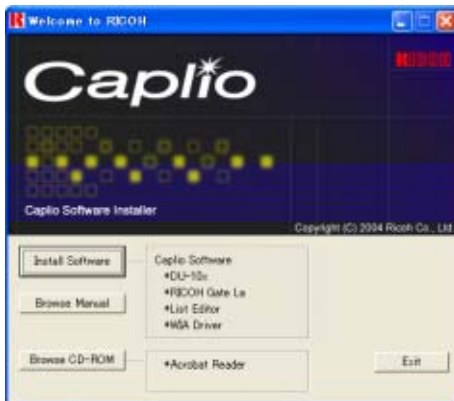 Welcome to RICOH
RICOH
Caplio
Caplio Software Installer
Copyright (C) 2004 Ricoh Co., Ltd
Install Software
Caplio Software
*DU-10x
*RICOH Gate La
*List Editor
*WIA Driver
Browse Manual
Browse CD-ROM
*Acrobat Reader
Exit